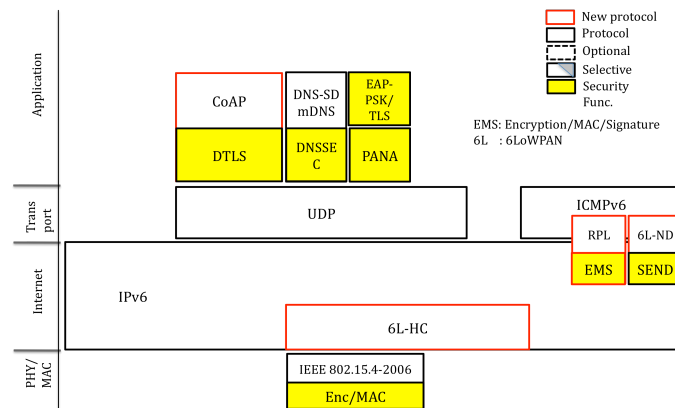 New protocol
Protocol
Optional
Selective
Security
Func.
EMS: Encryption/MAC/Signature
6L : 6LoWPAN
Application
CoAP
DNS-SD
mDNS
EAP-
PSK/
TLS
DTLS
DNSSE
C
PANA
Trans
port
UDP
ICMPv6
RPL
6L-ND
EMS
SEND
Internet
IPv6
6L-HC
PHY/
MAC
IEEE 802.15.4-2006
Enc/MAC